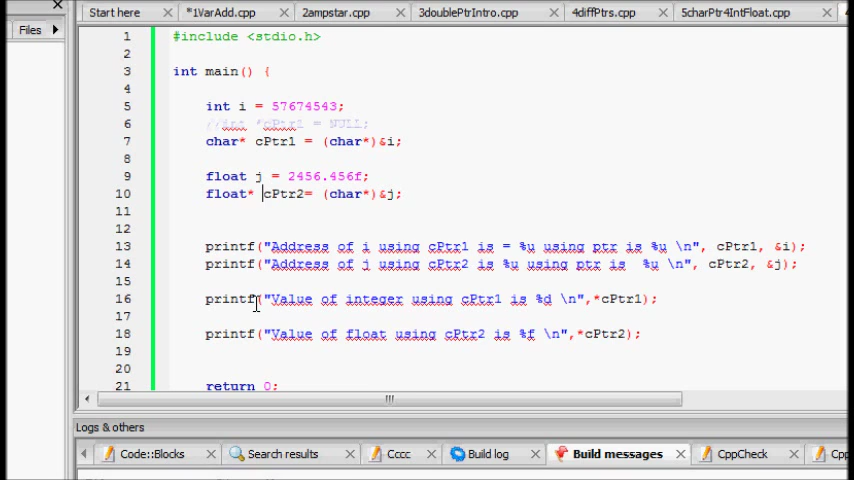 Start here
*1VarAdd.cpp
2ampstar.cpp
3doublePtrIntro.cpp
4diffPtrs.cpp
5charPtr4IntFloat.cpp
Files
1 #include <stdio.h>
2
3 int main() {
4
5 int i = 57674543;
6 //int *cPtr1 = NULL;
7 char* cPtr1 = (char*)&i;
8
9 float j = 2456.456f;
10 float* cPtr2= (char*)&j;
11
12
13 printf("Address of i using cPtr1 is = %u using ptr is %u \n", cPtr1, &i);
14 printf("Address of j using cPtr2 is %u using ptr is  %u \n", cPtr2, &j);
15
16 printf("Value of integer using cPtr1 is %d \n",*cPtr1);
17
18 printf("Value of float using cPtr2 is %f \n",*cPtr2);
19
20
21 return 0;
Logs & others
Code::Blocks
Search results
Cccc
Build log
Build messages
CppCheck